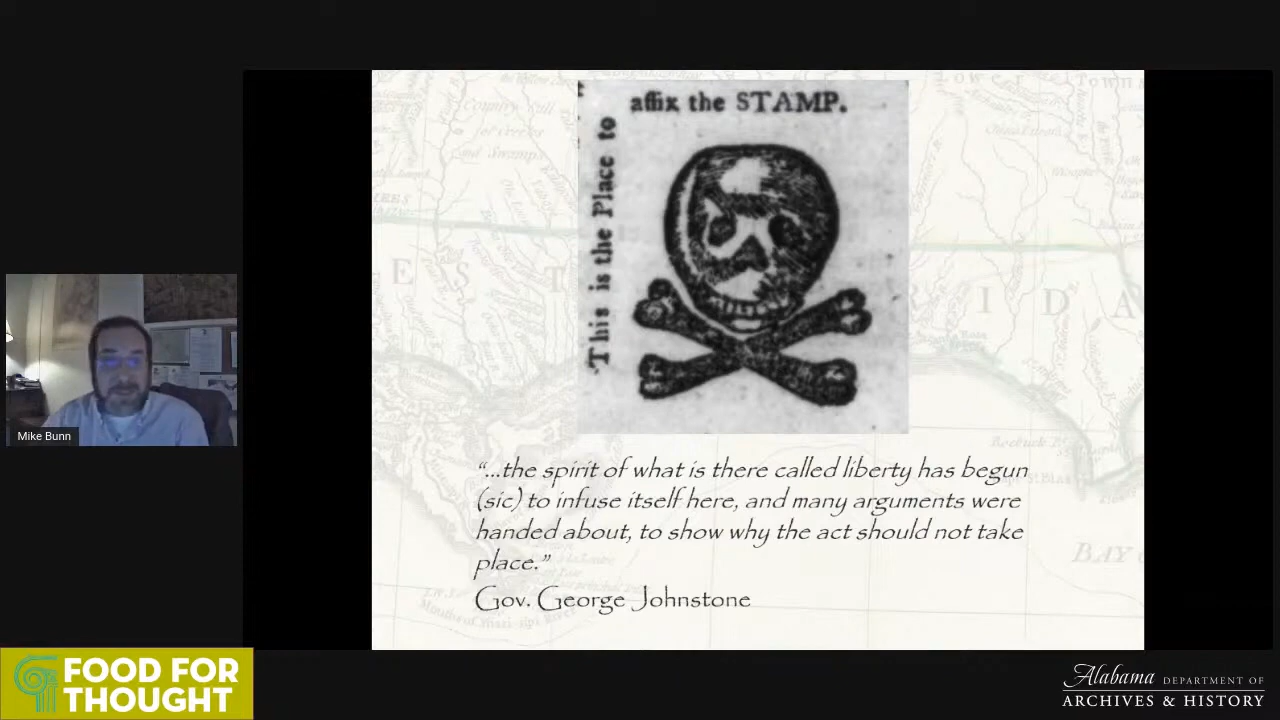 affix the STAMP.
This is the Place to
“...the spirit of what is there called liberty has begun
(sic) to infuse itself here, and many arguments were
handed about, to show why the act should not take
place.”
Gov. George Johnstone
Mike Bunn
FOOD FOR
THOUGHT
Alabama DEPARTMENT OF
ARCHIVES & HISTORY